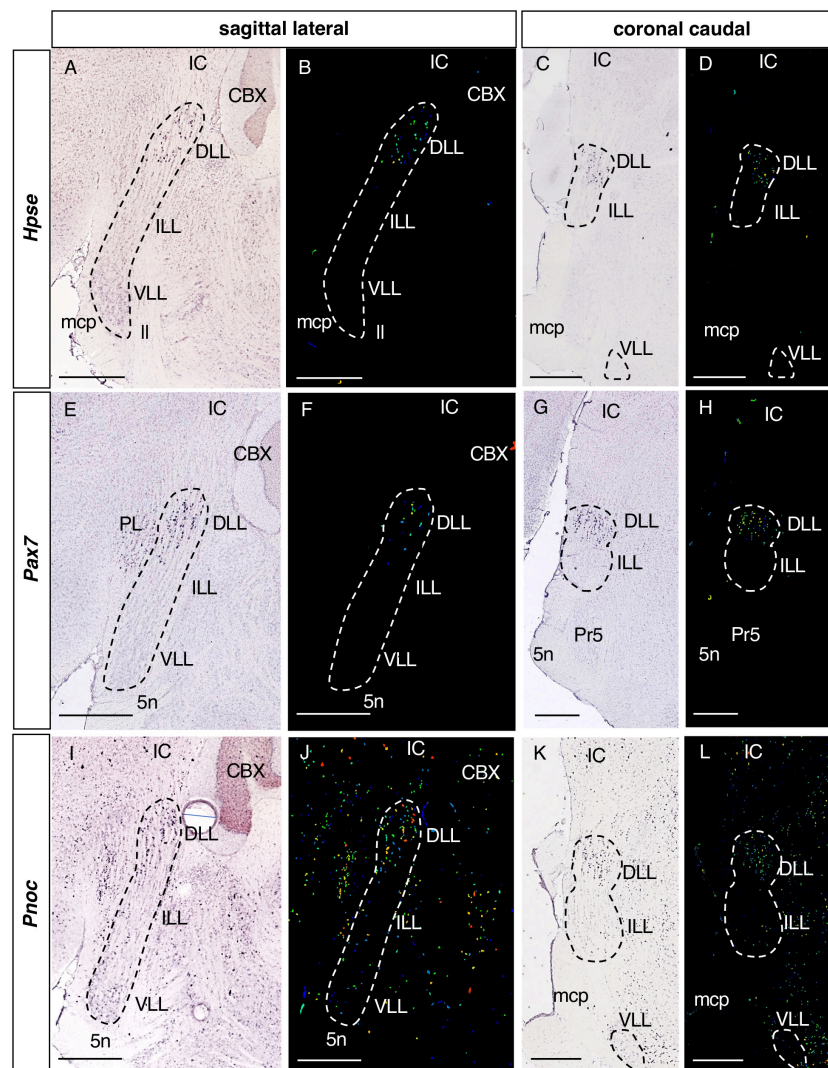 sagittal lateral
coronal caudal
Hpse
A
IC
CBX
DLL
ILL
VLL
mcp
ll
B
IC
CBX
DLL
ILL
VLL
mcp
ll
C
IC
DLL
ILL
mcp
VLL
D
IC
DLL
ILL
mcp
VLL
Pax7
E
IC
CBX
PL
DLL
ILL
VLL
5n
F
IC
CBX
DLL
ILL
VLL
5n
G
IC
DLL
ILL
Pr5
5n
H
IC
DLL
ILL
Pr5
5n
Pnoc
I
IC
CBX
DLL
ILL
VLL
5n
J
IC
CBX
DLL
ILL
VLL
5n
K
IC
DLL
ILL
mcp
VLL
L
IC
DLL
ILL
mcp
VLL